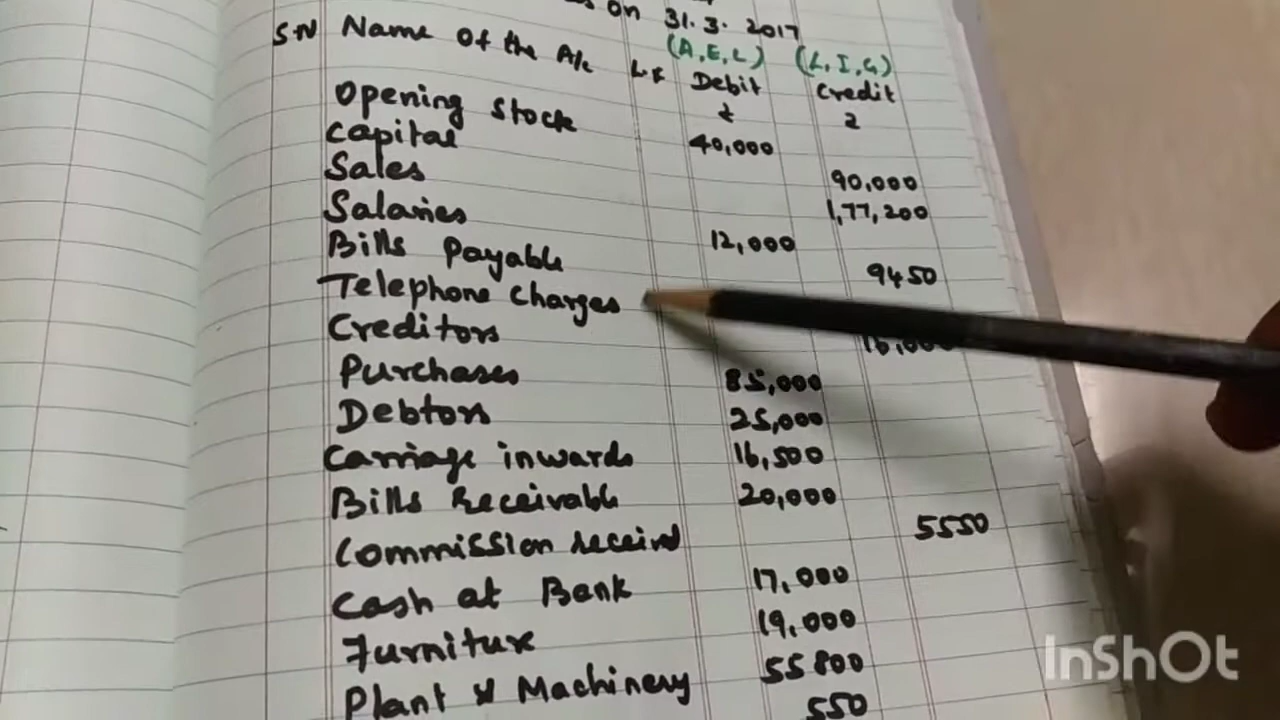 on 31.3.2017
SN Name of the A/c L.F (A,E,L) Debit ₹ (L,I,G) Credit ₹
Opening Stock 40,000
Capital 90,000
Sales 1,77,200
Salaries 12,000
Bills Payable 9450
Telephone Charges
Creditors
Purchases 85,000
Debtors 25,000
Carriage inwards 16,500
Bills Receivable 20,000
Commission received 5550
Cash at Bank 17,000
Furniture 19,000
Plant & Machinery 55800
550
InShOt